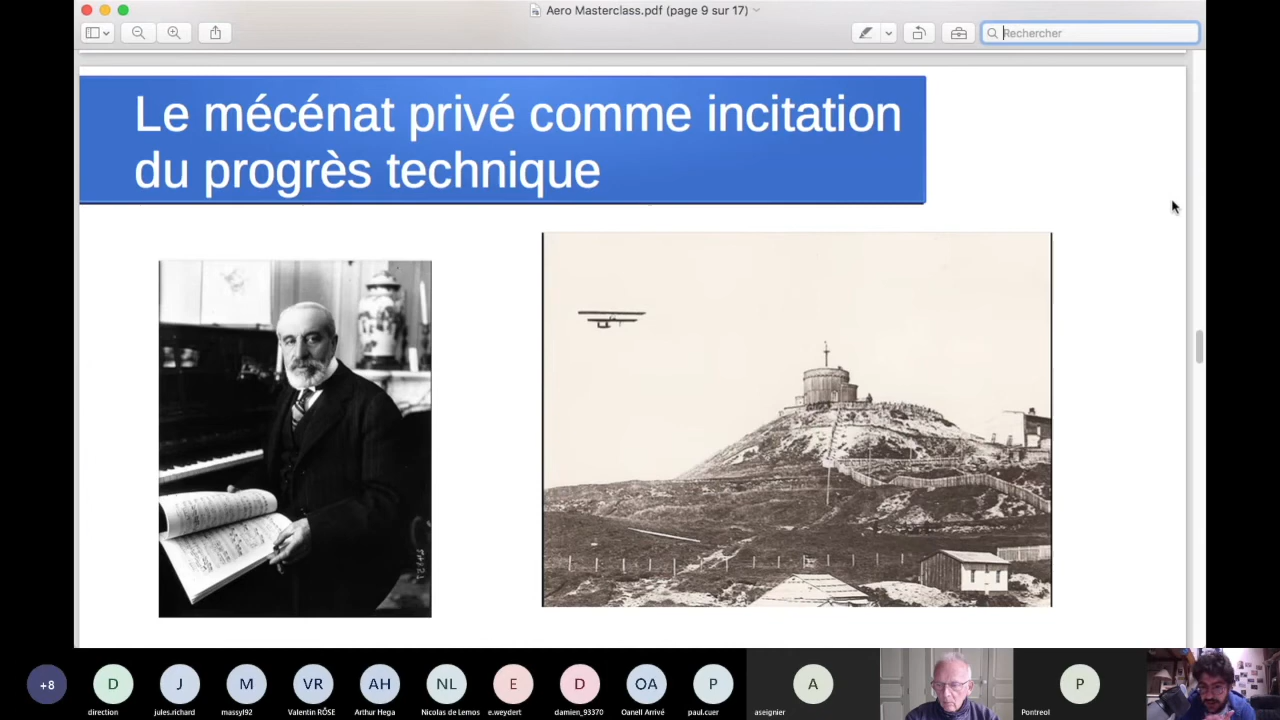 Aero Masterclass.pdf (page 9 sur 17)
Rechercher
Le mécénat privé comme incitation
du progrès technique
+8
D
J
M
VR
AH
NL
E
D
OA
P
A
P
direction
jules.richard
massyl92
Valentin RÖSE
Arthur Hega
Nicolas de Lemos
e.weydert
damien_93370
Oanell Arrivé
paul.cuer
aseignier
Pontreol